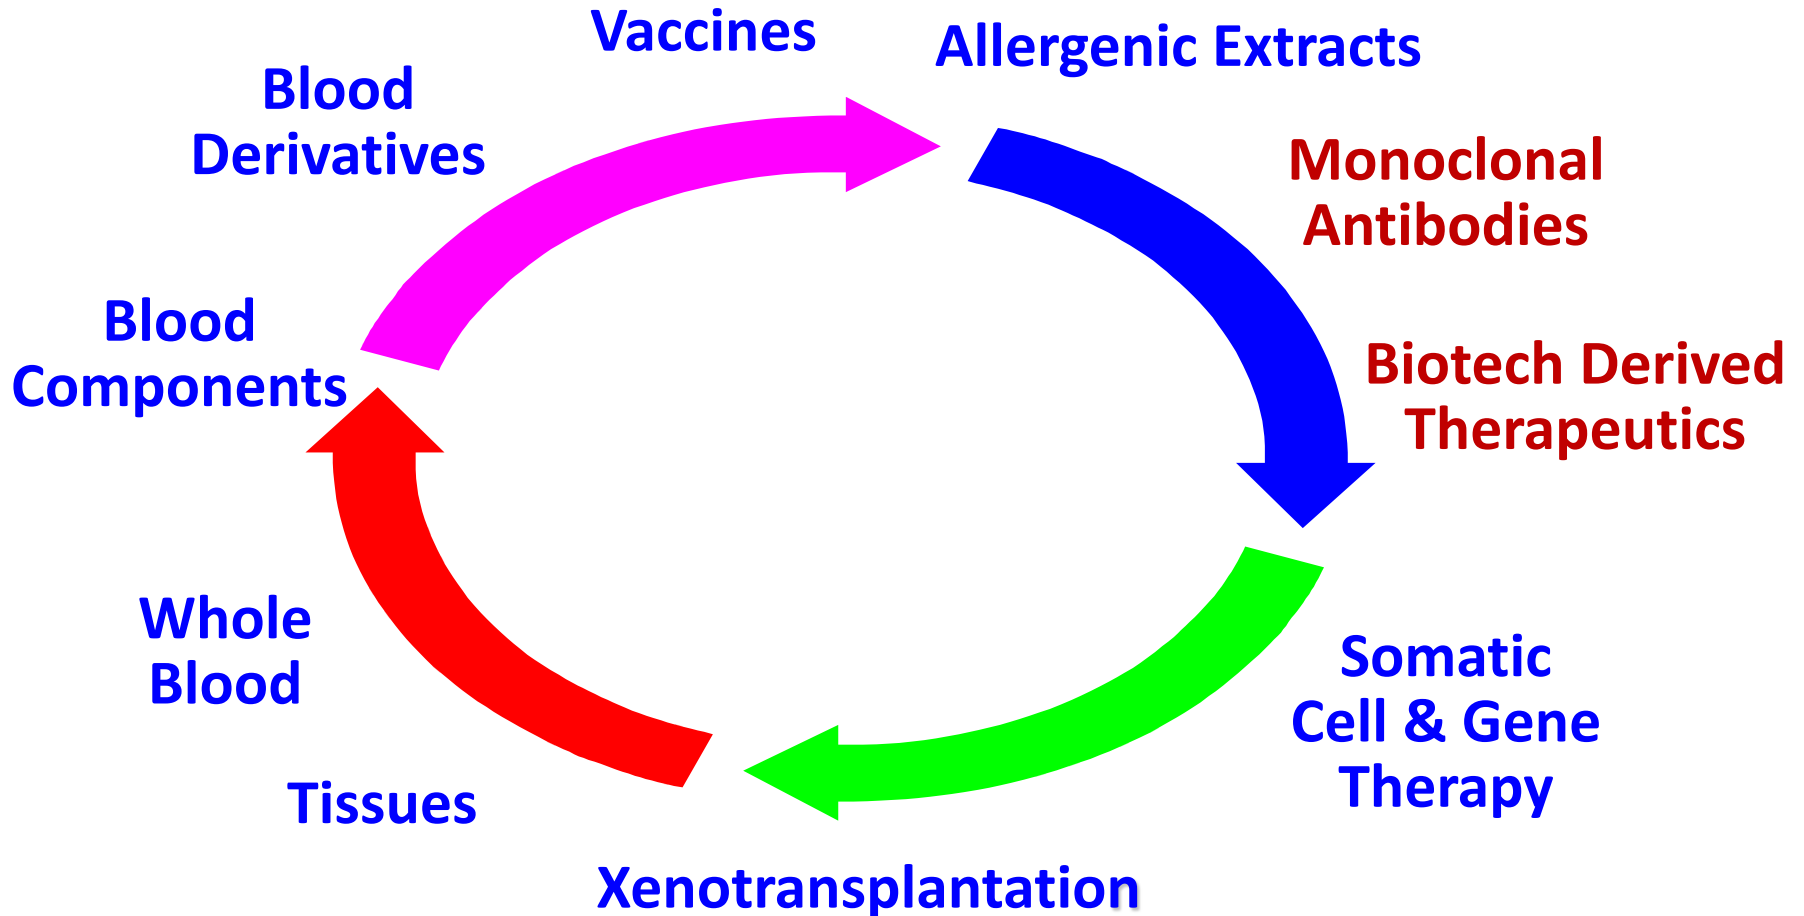 Vaccines
Allergenic Extracts
Blood
Derivatives
Monoclonal
Antibodies
Blood
Components
Biotech Derived
Therapeutics
Whole
Blood
Somatic
Cell & Gene
Therapy
Tissues
Xenotransplantation